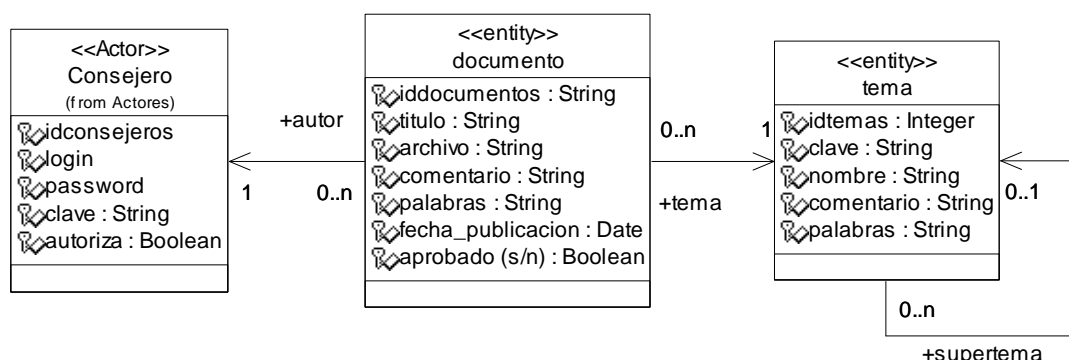 <<Actor>>
Consejero
(from Actores)
idconsejeros
login
password
clave : String
autoriza : Boolean
+autor
1
0..n
<<entity>>
documento
iddocumentos : String
titulo : String
archivo : String
comentario : String
palabras : String
fecha_publicacion : Date
aprobado (s/n) : Boolean
0..n
1
+tema
<<entity>>
tema
idtemas : Integer
clave : String
nombre : String
comentario : String
palabras : String
0..1
0..n
+supertema